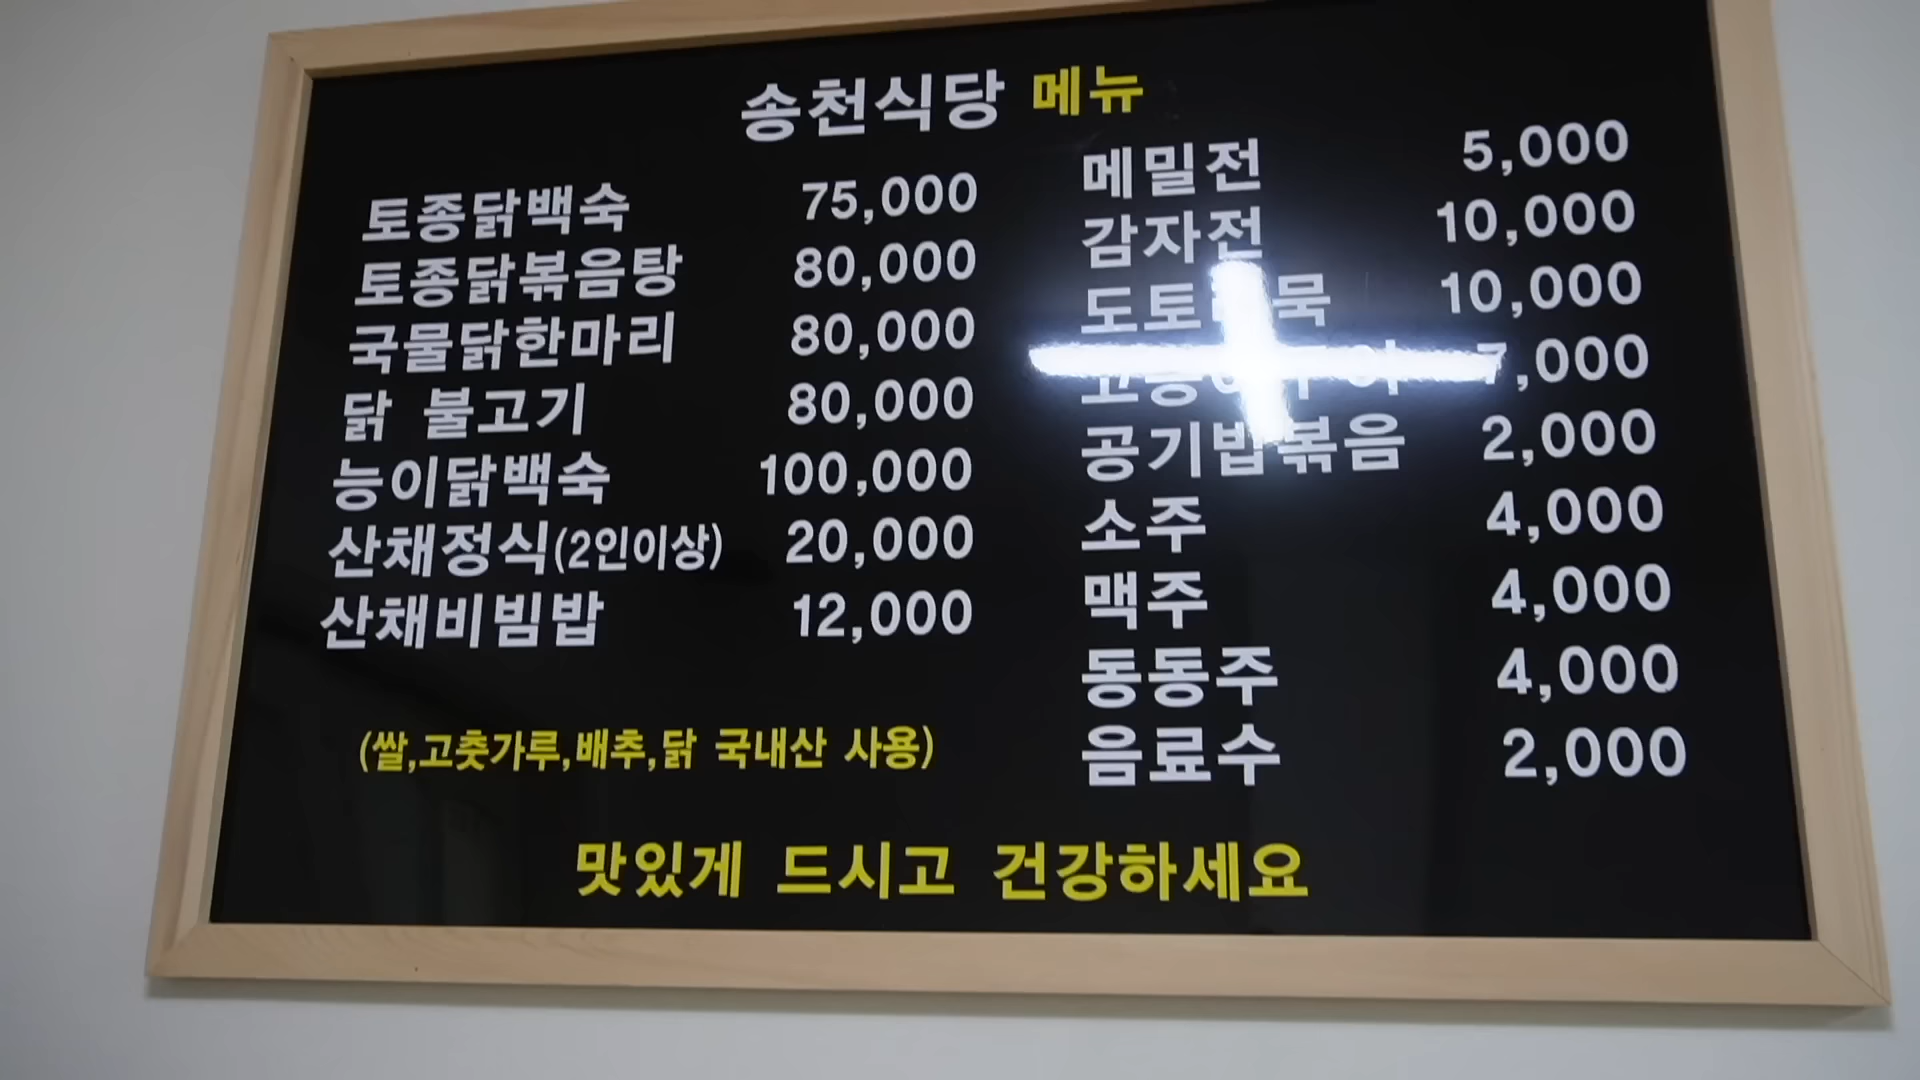 송천식당 메뉴
토종닭백숙 75,000
토종닭볶음탕 80,000
국물닭한마리 80,000
닭 불고기 80,000
능이닭백숙 100,000
산채정식(2인이상) 20,000
산채비빔밥 12,000
(쌀,고춧가루,배추,닭 국내산 사용)
메밀전 5,000
감자전 10,000
10,000
7,000
공기밥볶음 2,000
소주 4,000
맥주 4,000
동동주 4,000
음료수 2,000
맛있게 드시고 건강하세요